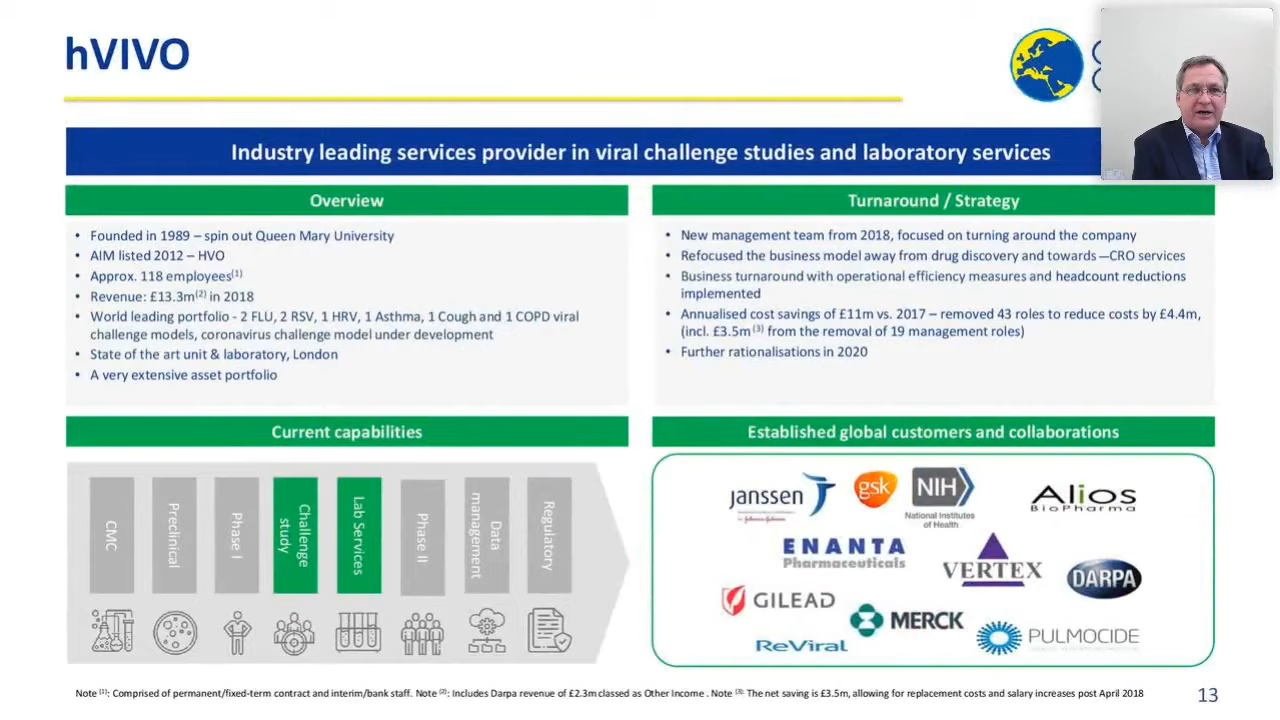 hVIVO
Industry leading services provider in viral challenge studies and laboratory services
Overview
• Founded in 1989 – spin out Queen Mary University
• AIM listed 2012 – HVO
• Approx. 118 employees(1)
• Revenue: £13.3m(2) in 2018
• World leading portfolio - 2 FLU, 2 RSV, 1 HRV, 1 Asthma, 1 Cough and 1 COPD viral
challenge models, coronavirus challenge model under development
• State of the art unit & laboratory, London
• A very extensive asset portfolio
Turnaround / Strategy
• New management team from 2018, focused on turning around the company
• Refocused the business model away from drug discovery and towards —CRO services
• Business turnaround with operational efficiency measures and headcount reductions
implemented
• Annualised cost savings of £11m vs. 2017 – removed 43 roles to reduce costs by £4.4m,
(incl. £3.5m (3) from the removal of 19 management roles)
• Further rationalisations in 2020
Current capabilities
CMC
Preclinical
Phase I
Challenge
study
Lab Services
Phase II
Data
management
Regulatory
Established global customers and collaborations
janssen
gsk
NIH
National Institutes
of Health
Alios
BioPharma
ENANTA
Pharmaceuticals
VERTEX
DARPA
GILEAD
MERCK
ReViral
PULMOCIDE
Note (1): Comprised of permanent/fixed-term contract and interim/bank staff. Note (2): Includes Darpa revenue of £2.3m classed as Other Income . Note (3): The net saving is £3.5m, allowing for replacement costs and salary increases post April 2018
13